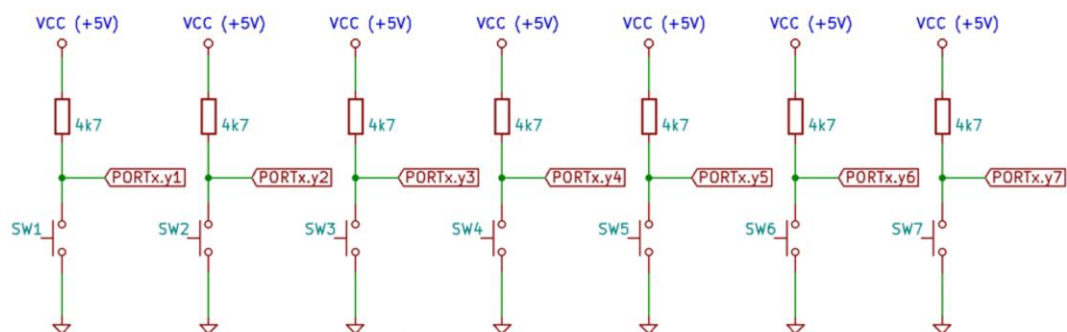 VCC (+5V) VCC (+5V) VCC (+5V) VCC (+5V) VCC (+5V) VCC (+5V) VCC (+5V)
4k7 4k7 4k7 4k7 4k7 4k7 4k7
PORTx.y1 PORTx.y2 PORTx.y3 PORTx.y4 PORTx.y5 PORTx.y6 PORTx.y7
SW1 SW2 SW3 SW4 SW5 SW6 SW7